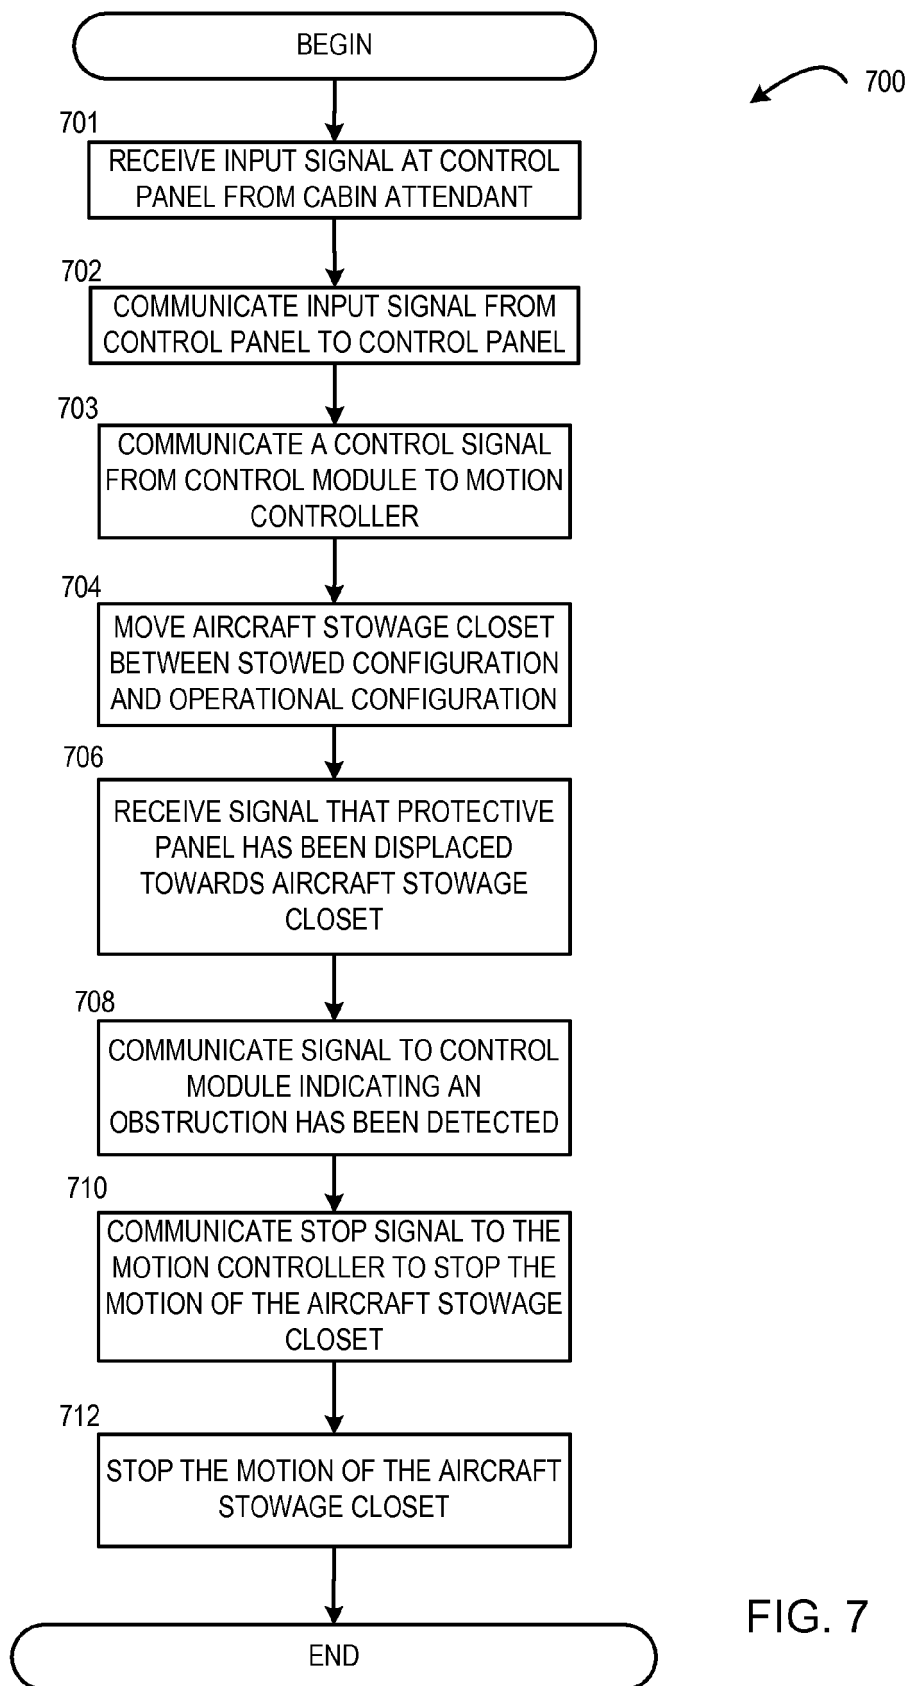 BEGIN
700
701
RECEIVE INPUT SIGNAL AT CONTROL
PANEL FROM CABIN ATTENDANT
702
COMMUNICATE INPUT SIGNAL FROM
CONTROL PANEL TO CONTROL PANEL
703
COMMUNICATE A CONTROL SIGNAL
FROM CONTROL MODULE TO MOTION
CONTROLLER
704
MOVE AIRCRAFT STOWAGE CLOSET
BETWEEN STOWED CONFIGURATION
AND OPERATIONAL CONFIGURATION
706
RECEIVE SIGNAL THAT PROTECTIVE
PANEL HAS BEEN DISPLACED
TOWARDS AIRCRAFT STOWAGE
CLOSET
708
COMMUNICATE SIGNAL TO CONTROL
MODULE INDICATING AN
OBSTRUCTION HAS BEEN DETECTED
710
COMMUNICATE STOP SIGNAL TO THE
MOTION CONTROLLER TO STOP THE
MOTION OF THE AIRCRAFT STOWAGE
CLOSET
712
STOP THE MOTION OF THE AIRCRAFT
STOWAGE CLOSET
END
FIG. 7